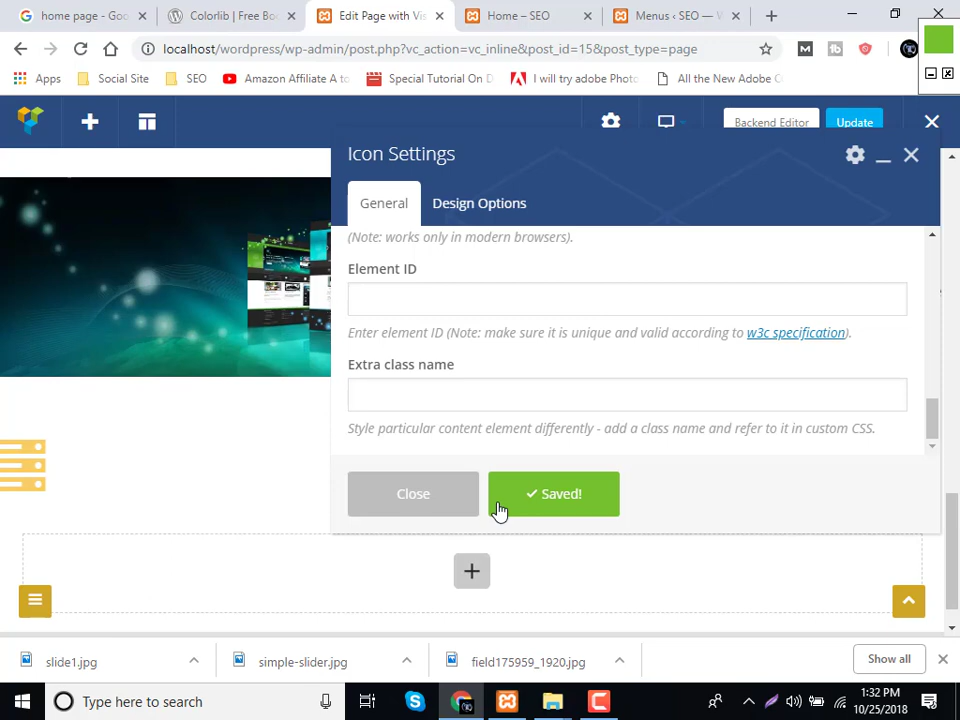 home page - Goo
Colorlib | Free Bo
Edit Page with Vis
Home – SEO
Menus ‹ SEO — W
localhost/wordpress/wp-admin/post.php?vc_action=vc_inline&post_id=15&post_type=page
Apps
Social Site
SEO
Amazon Affiliate A to
Special Tutorial On D
I will try adobe Photo
All the New Adobe C
Backend Editor
Update
Icon Settings
General
Design Options
(Note: works only in modern browsers).
Element ID
Enter element ID (Note: make sure it is unique and valid according to w3c specification).
Extra class name
Style particular content element differently - add a class name and refer to it in custom CSS.
Close
✓ Saved!
slide1.jpg
simple-slider.jpg
field175959_1920.jpg
Show all
Type here to search
1:32 PM
10/25/2018